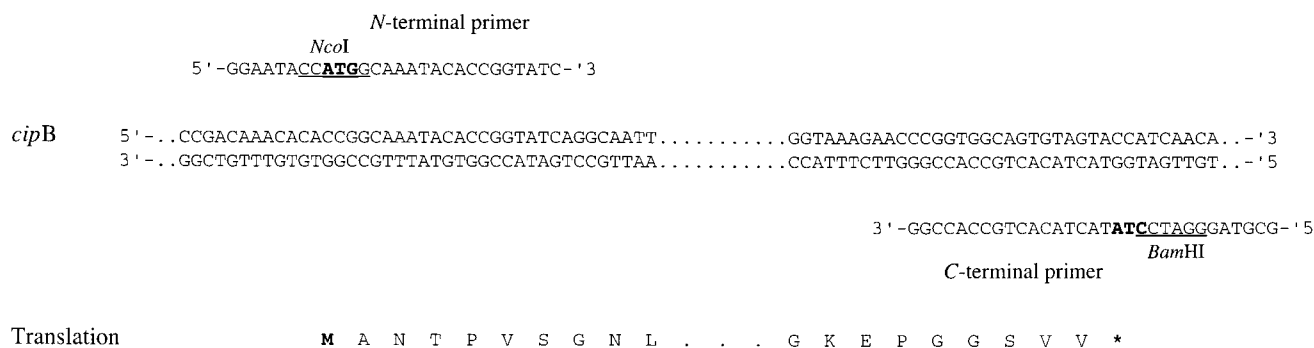 N-terminal primer
NcoI
5'-GGAATACCATGGCAAATACACCGGTATC-'3
cipB 5'-..CCGACAAACACACCGGCAAATACACCGGTATCAGGCAATT...........GGTAAAGAACCCGGTGGCAGTGTAGTACCATCAACA..-'3
3'-..GGCTGTTTGTGTGGCCGTTTATGTGGCCATAGTCCGTTAA...........CCATTTCTTGGGCCACCGTCACATCATGGTAGTTGT..-'5
3'-GGCCACCGTCACATCATATCCTAGGGATGCG-'5
BamHI
C-terminal primer
Translation M A N T P V S G N L . . . G K E P G G S V V *